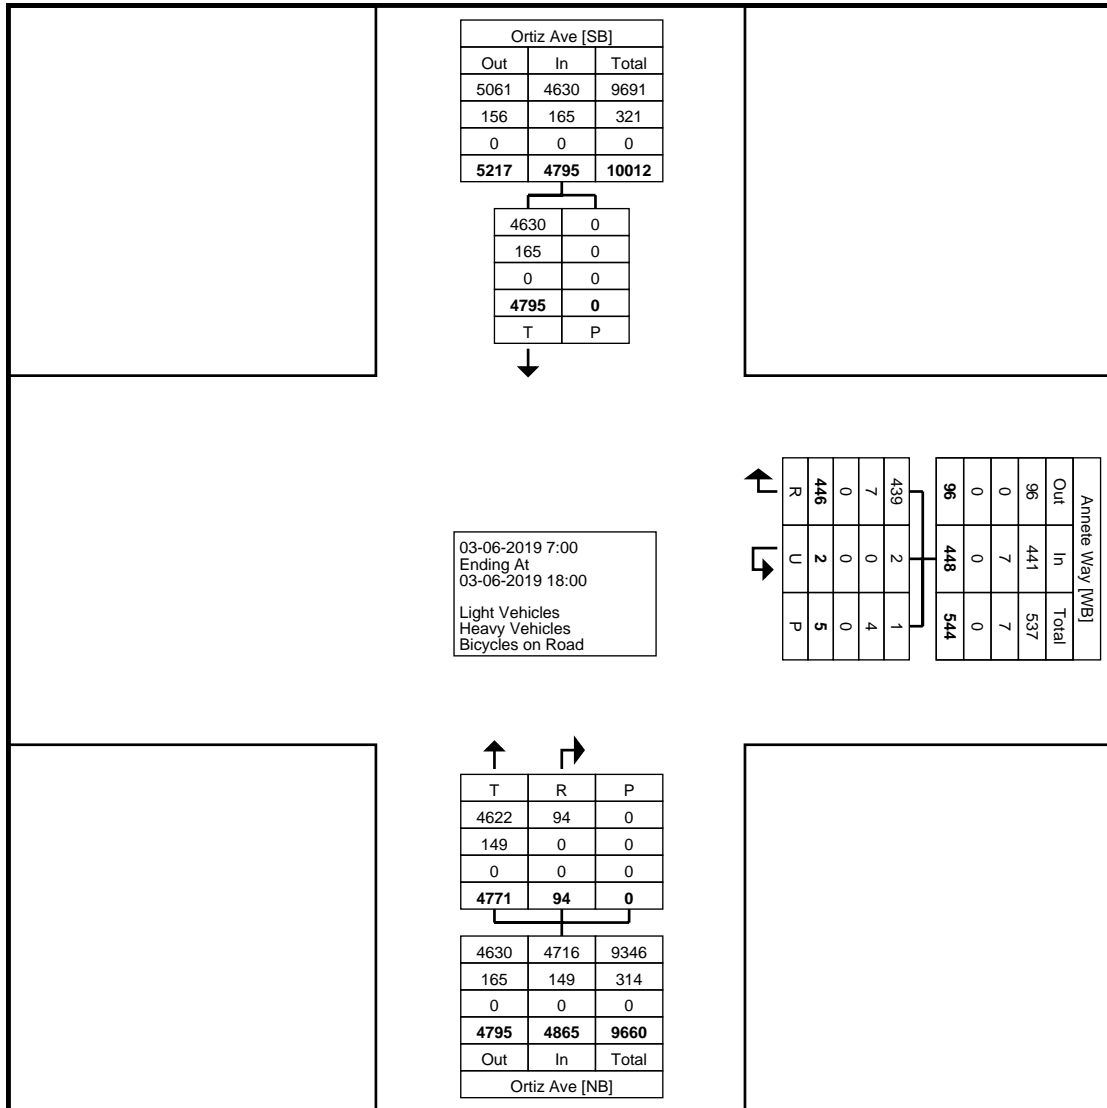 Ortiz Ave [SB]
Out In Total
5061 4630 9691
156 165 321
0 0 0
5217 4795 10012
4630 0
165 0
0 0
4795 0
T P
Annete Way [WB]
Out In Total
96 441 537
0 7 7
0 0 0
96 448 544
439 2 1
7 0 4
0 0 0
446 2 5
R U P
03-06-2019 7:00
Ending At
03-06-2019 18:00
Light Vehicles
Heavy Vehicles
Bicycles on Road
T R P
4622 94 0
149 0 0
0 0 0
4771 94 0
4630 4716 9346
165 149 314
0 0 0
4795 4865 9660
Out In Total
Ortiz Ave [NB]